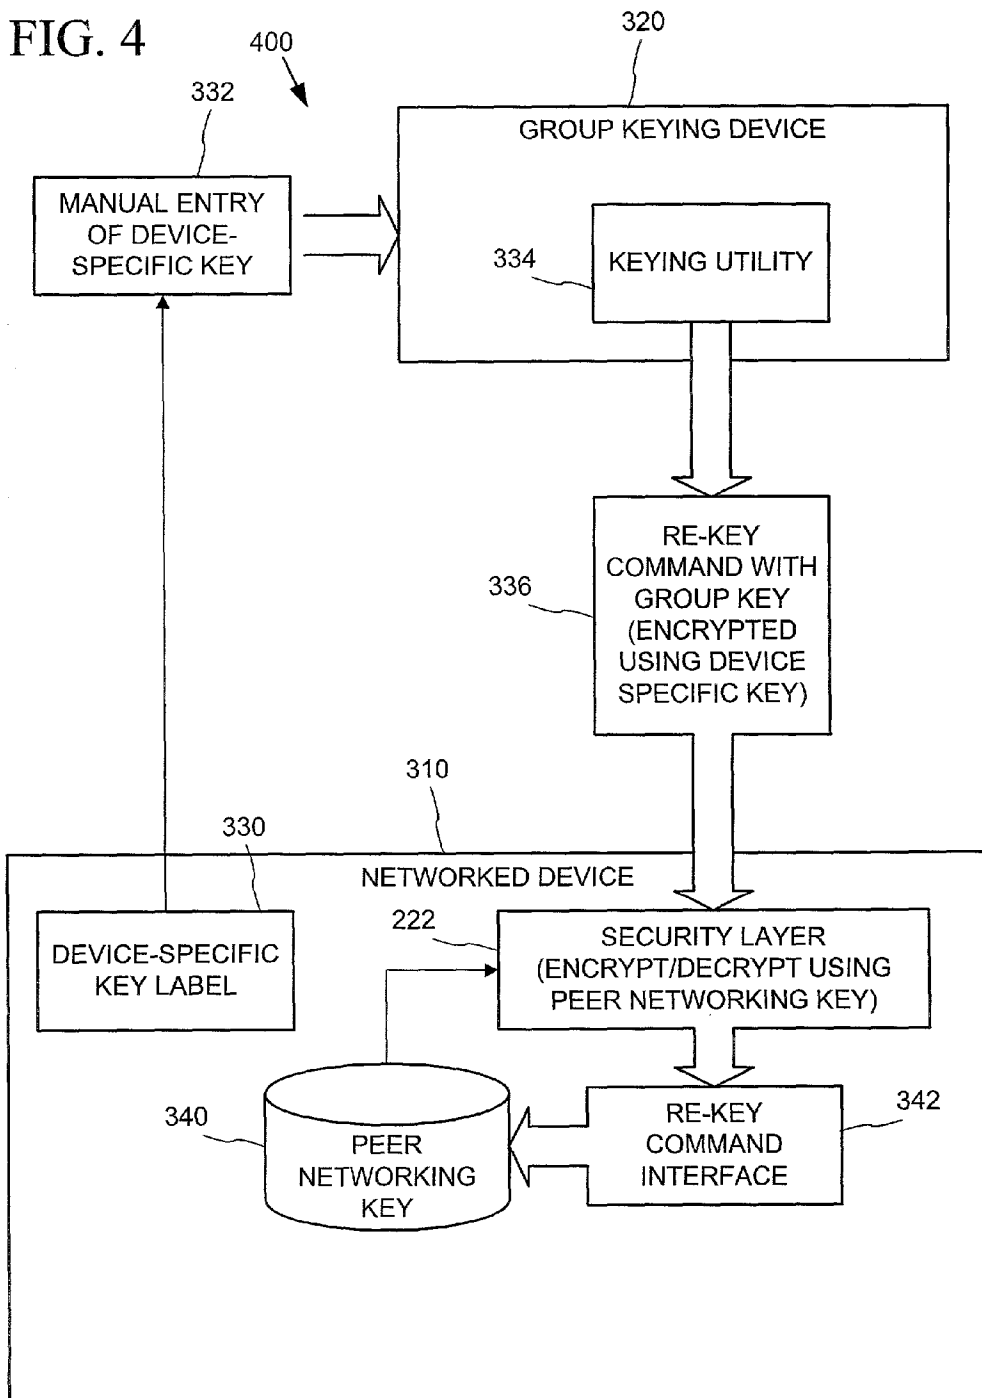 FIG. 4
400
320
332
GROUP KEYING DEVICE
MANUAL ENTRY
OF DEVICE-
SPECIFIC KEY
334
KEYING UTILITY
336
RE-KEY
COMMAND WITH
GROUP KEY
(ENCRYPTED
USING DEVICE
SPECIFIC KEY)
310
330
NETWORKED DEVICE
DEVICE-SPECIFIC
KEY LABEL
222
SECURITY LAYER
(ENCRYPT/DECRYPT USING
PEER NETWORKING KEY)
340
PEER
NETWORKING
KEY
RE-KEY
COMMAND
INTERFACE
342